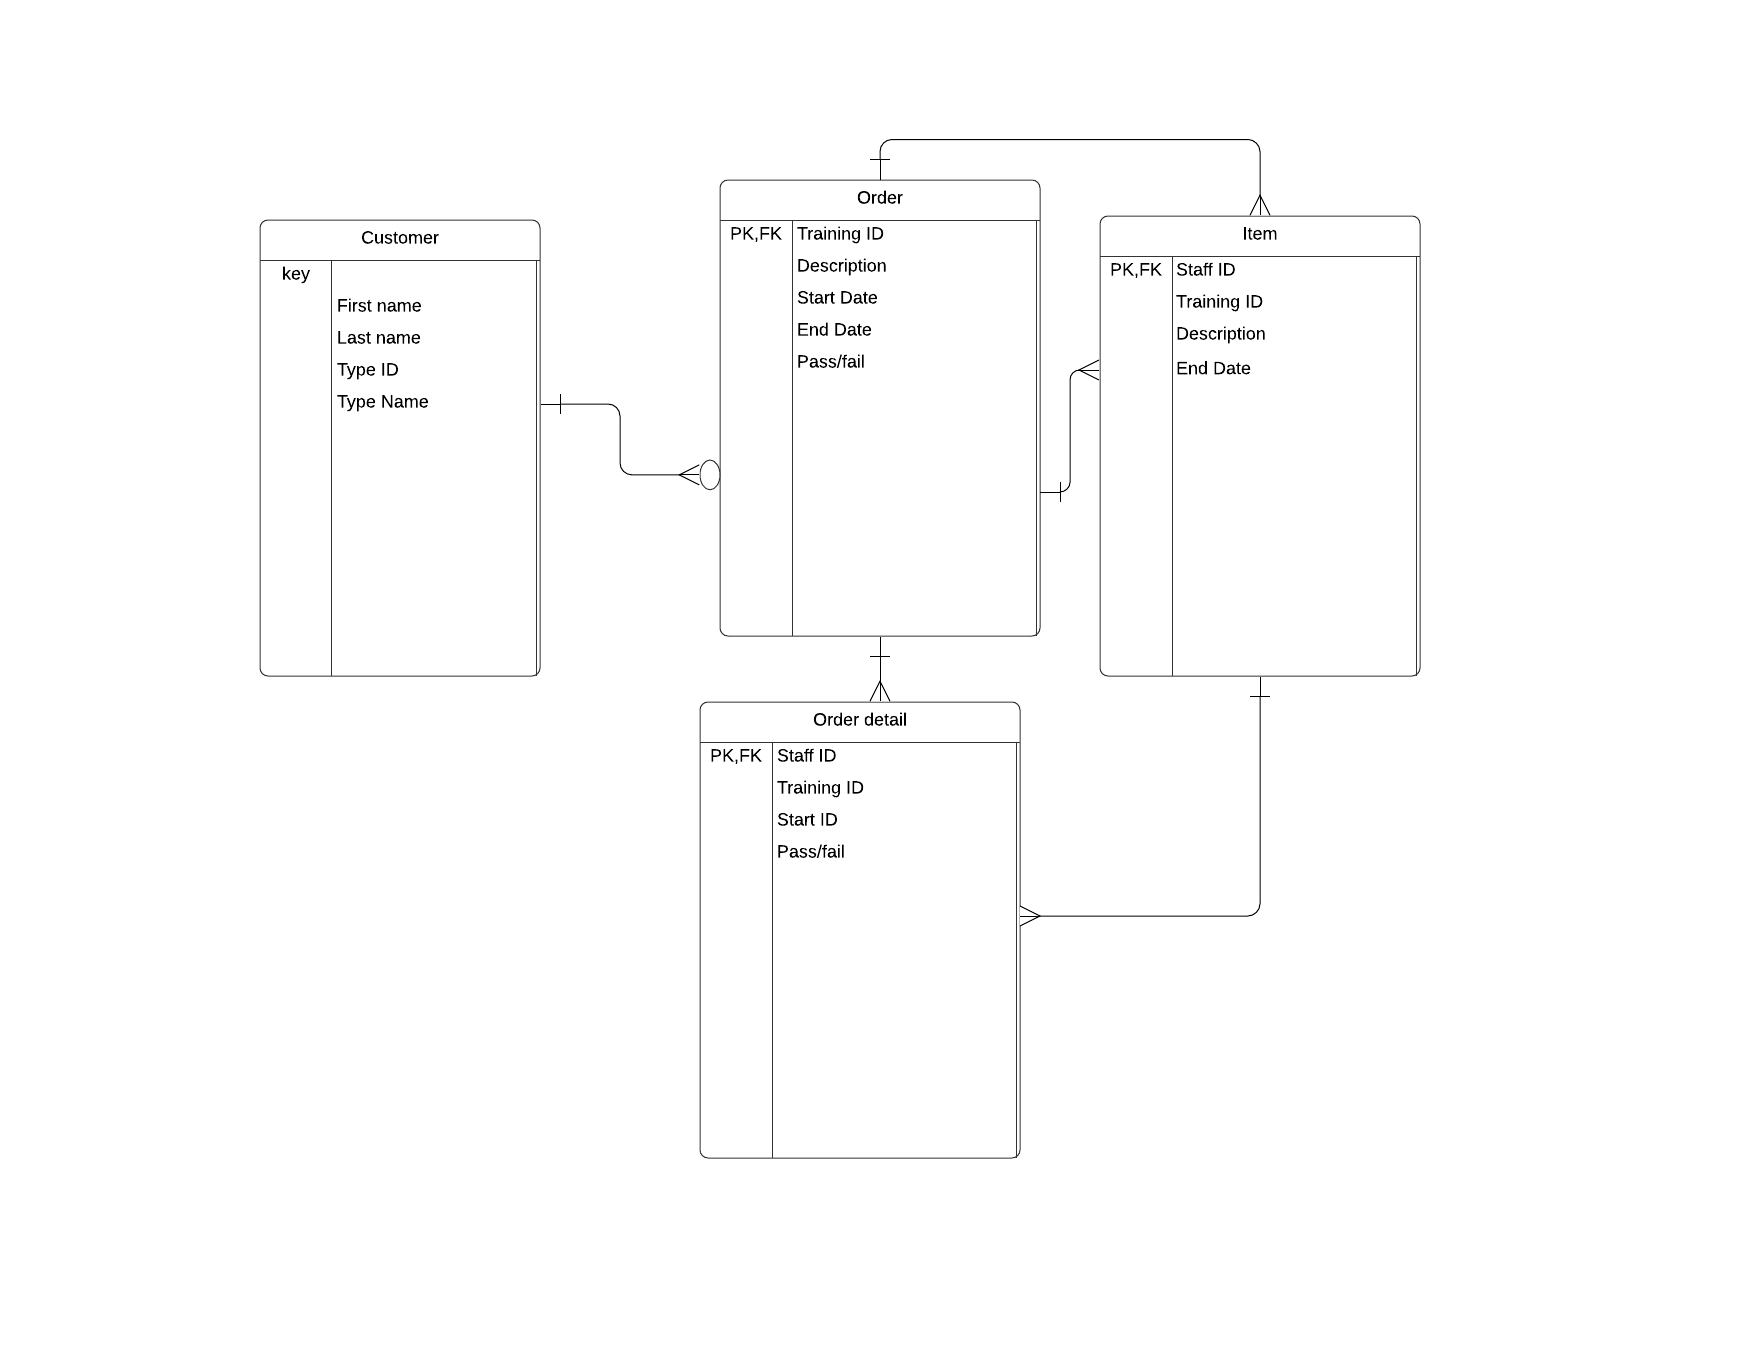 Customer
key
First name
Last name
Type ID
Type Name
Order
PK,FK Training ID
Description
Start Date
End Date
Pass/fail
Item
PK,FK Staff ID
Training ID
Description
End Date
Order detail
PK,FK Staff ID
Training ID
Start ID
Pass/fail